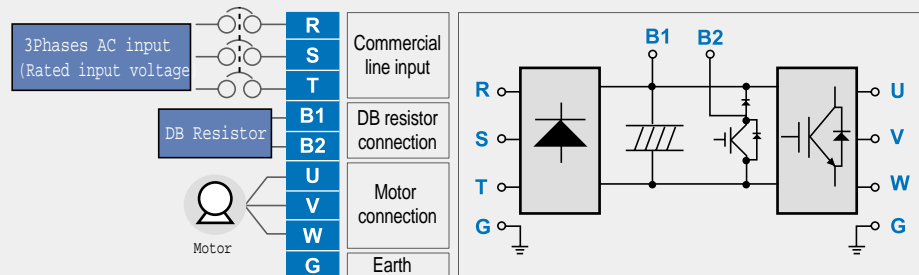 3Phases AC input
(Rated input voltage
R
S
T
Commercial
line input
DB Resistor
B1
B2
DB resistor
connection
Motor
U
V
W
Motor
connection
G
Earth
B1
B2
R
S
T
G
U
V
W
G